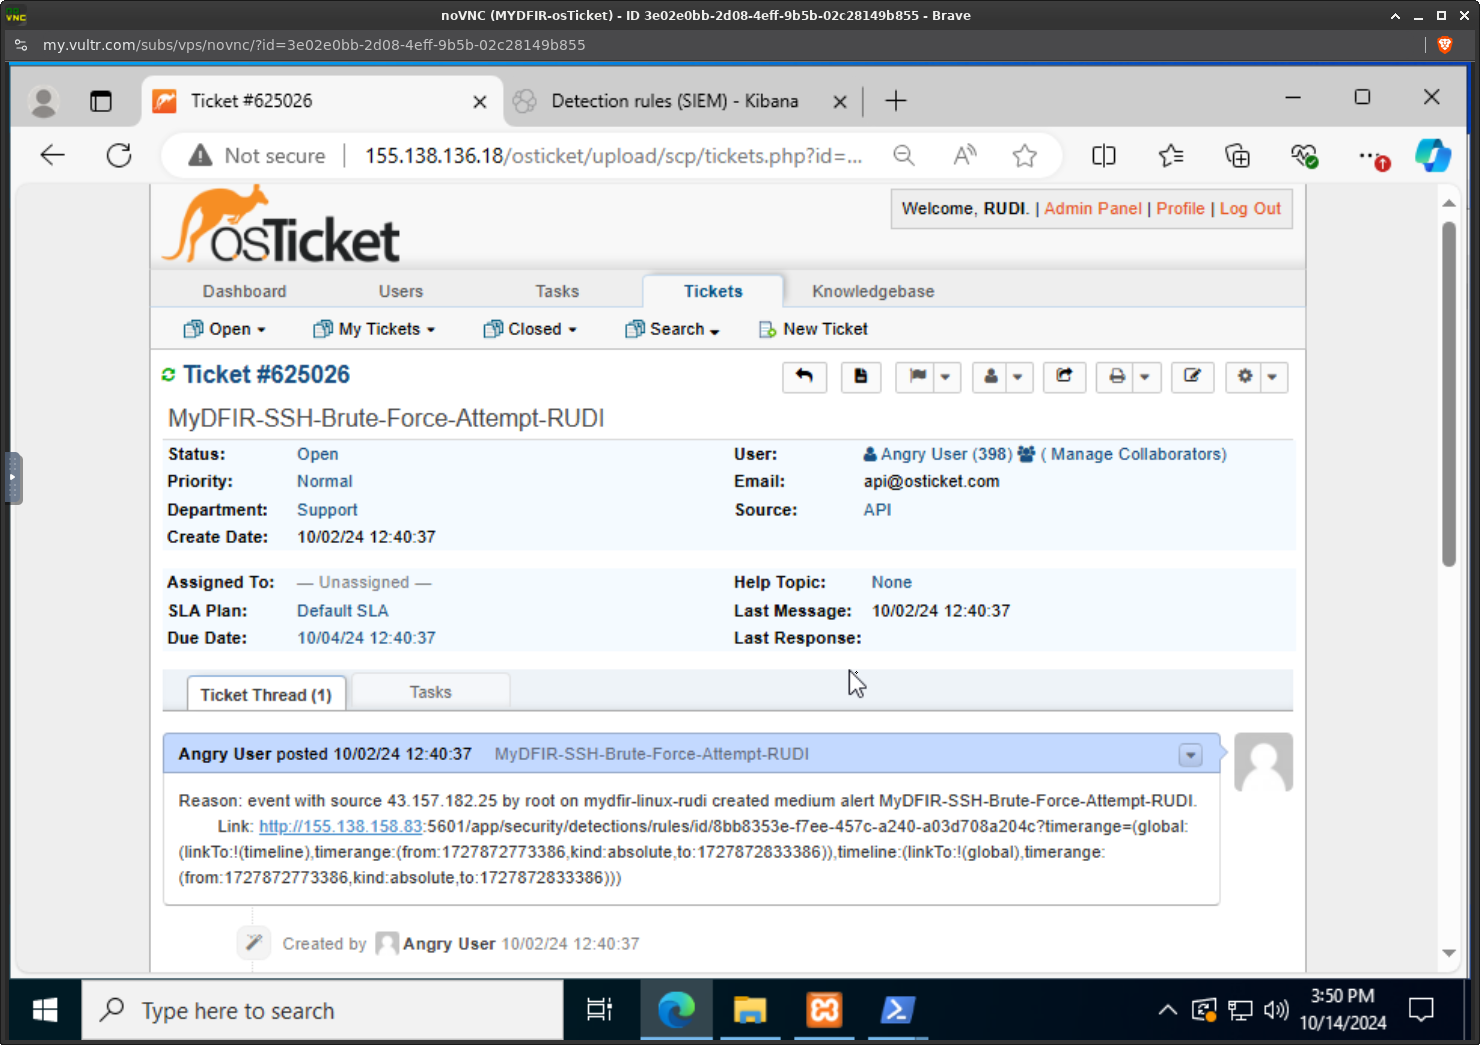 noVNC (MYDFIR-osTicket) - ID 3e02e0bb-2d08-4eff-9b5b-02c28149b855 - Brave
my.vultr.com/subs/vps/novnc/?id=3e02e0bb-2d08-4eff-9b5b-02c28149b855
Ticket #625026
Detection rules (SIEM) - Kibana
Not secure
155.138.136.18/osticket/upload/scp/tickets.php?id=...
osTicket
Welcome, RUDI. | Admin Panel | Profile | Log Out
Dashboard Users Tasks Tickets Knowledgebase
Open My Tickets Closed Search New Ticket
Ticket #625026
MyDFIR-SSH-Brute-Force-Attempt-RUDI
Status: Open User: Angry User (398) ( Manage Collaborators)
Priority: Normal Email: api@osticket.com
Department: Support Source: API
Create Date: 10/02/24 12:40:37
Assigned To: — Unassigned — Help Topic: None
SLA Plan: Default SLA Last Message: 10/02/24 12:40:37
Due Date: 10/04/24 12:40:37 Last Response:
Ticket Thread (1) Tasks
Angry User posted 10/02/24 12:40:37 MyDFIR-SSH-Brute-Force-Attempt-RUDI
Reason: event with source 43.157.182.25 by root on mydfir-linux-rudi created medium alert MyDFIR-SSH-Brute-Force-Attempt-RUDI.
Link: http://155.138.158.83:5601/app/security/detections/rules/id/8bb8353e-f7ee-457c-a240-a03d708a204c?timerange=(global:
(linkTo:!(timeline),timerange:(from:1727872773386,kind:absolute,to:1727872833386)),timeline:(linkTo:!(global),timerange:
(from:1727872773386,kind:absolute,to:1727872833386)))
Created by Angry User 10/02/24 12:40:37
Type here to search
3:50 PM
10/14/2024